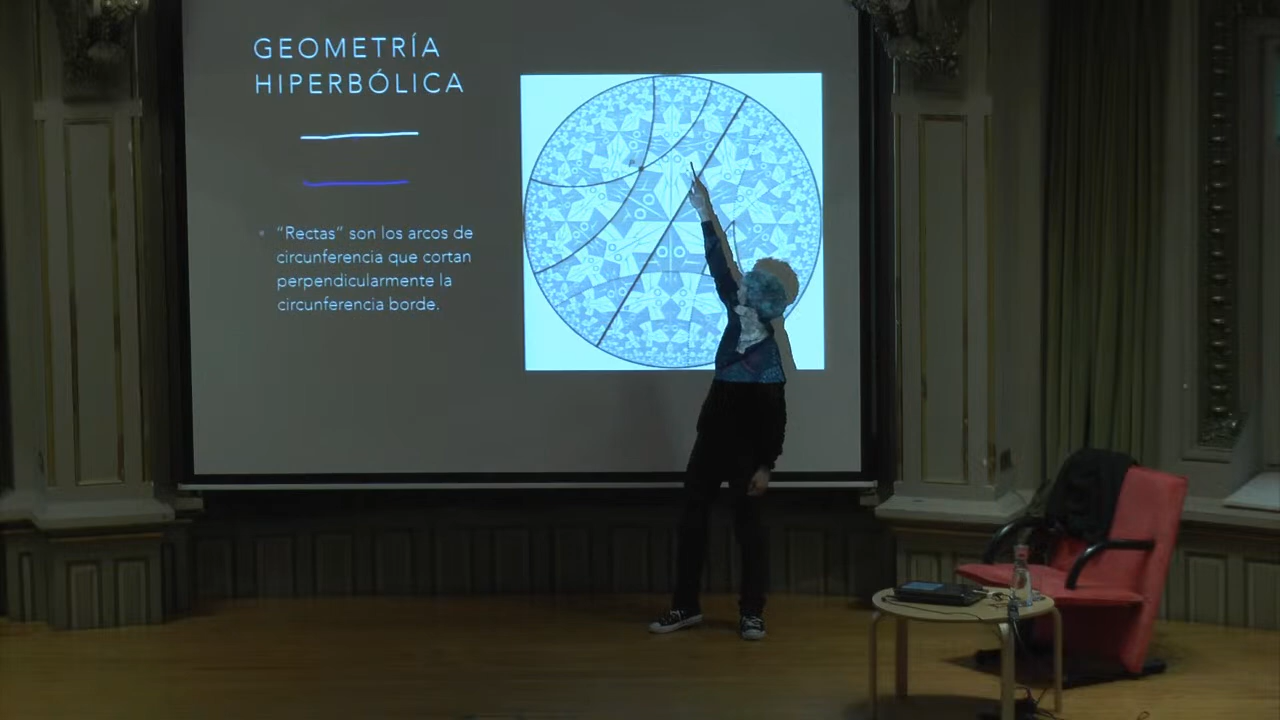 GEOMETRÍA
HIPERBÓLICA
“Rectas” son los arcos de
circunferencia que cortan
perpendicularmente la
circunferencia borde.